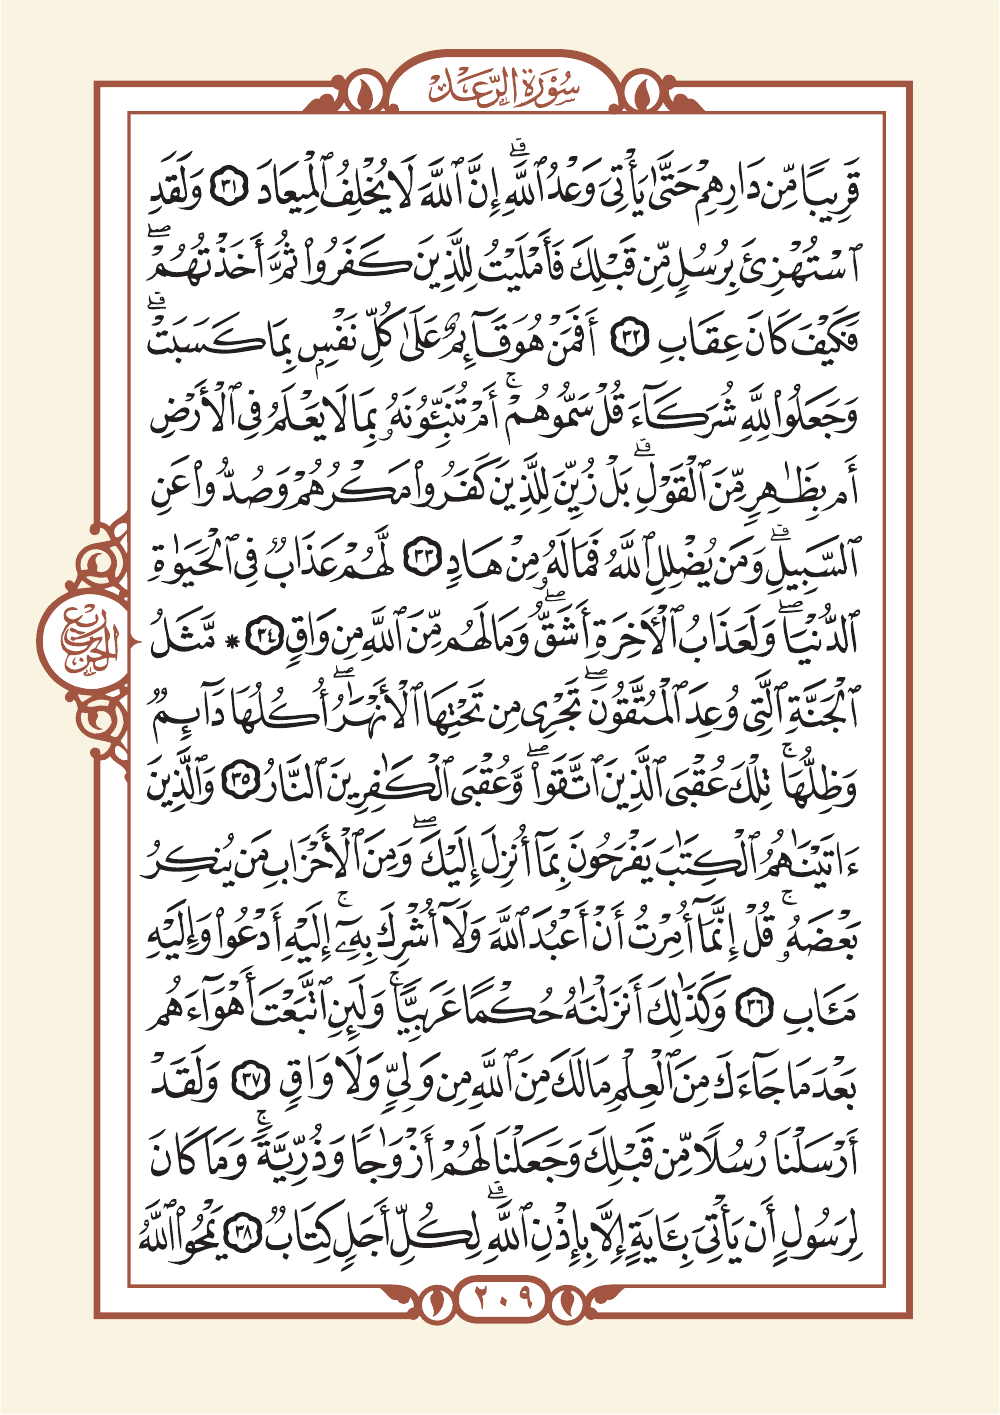 سُورَةُ الرَّعْدِ
قَرِيبًا مِّن دَارِهِمْ حَتَّىٰ يَأْتِىَ وَعْدُ ٱللَّهِ ۗ إِنَّ ٱللَّهَ لَا يُخْلِفُ ٱلْمِيعَادَ ٣١ وَلَقَدِ
ٱسْتُهْزِئَ بِرُسُلٍ مِّن قَبْلِكَ فَأَمْلَيْتُ لِلَّذِينَ كَفَرُوا۟ ثُمَّ أَخَذْتُهُمْ ۖ
فَكَيْفَ كَانَ عِقَابِ ٣٢ أَفَمَنْ هُوَ قَآئِمٌ عَلَىٰ كُلِّ نَفْسٍۭ بِمَا كَسَبَتْ ۗ
وَجَعَلُوا۟ لِلَّهِ شُرَكَآءَ قُلْ سَمُّوهُمْ ۚ أَمْ تُنَبِّـُٔونَهُۥ بِمَا لَا يَعْلَمُ فِى ٱلْأَرْضِ
أَم بِظَـٰهِرٍ مِّنَ ٱلْقَوْلِ ۗ بَلْ زُيِّنَ لِلَّذِينَ كَفَرُوا۟ مَكْرُهُمْ وَصُدُّوا۟ عَنِ
ٱلسَّبِيلِ ۗ وَمَن يُضْلِلِ ٱللَّهُ فَمَا لَهُۥ مِنْ هَادٍ ٣٣ لَّهُمْ عَذَابٌ فِى ٱلْحَيَوٰةِ
ٱلدُّنْيَا ۖ وَلَعَذَابُ ٱلْـَٔاخِرَةِ أَشَقُّ ۖ وَمَا لَهُم مِّنَ ٱللَّهِ مِن وَاقٍ ٣٤ * مَّثَلُ
ٱلْجَنَّةِ ٱلَّتِى وُعِدَ ٱلْمُتَّقُونَ ۖ تَجْرِى مِن تَحْتِهَا ٱلْأَنْهَـٰرُ ۖ أُكُلُهَا دَآئِمٌ
وَظِلُّهَا ۚ تِلْكَ عُقْبَى ٱلَّذِينَ ٱتَّقَوا۟ ۖ وَّعُقْبَى ٱلْكَـٰفِرِينَ ٱلنَّارُ ٣٥ وَٱلَّذِينَ
ءَاتَيْنَـٰهُمُ ٱلْكِتَـٰبَ يَفْرَحُونَ بِمَآ أُنزِلَ إِلَيْكَ ۖ وَمِنَ ٱلْأَحْزَابِ مَن يُنكِرُ
بَعْضَهُۥ ۚ قُلْ إِنَّمَآ أُمِرْتُ أَنْ أَعْبُدَ ٱللَّهَ وَلَآ أُشْرِكَ بِهِۦٓ ۚ إِلَيْهِ أَدْعُوا۟ وَإِلَيْهِ
مَـَٔابِ ٣٦ وَكَذَٰلِكَ أَنزَلْنَـٰهُ حُكْمًا عَرَبِيًّا ۚ وَلَئِنِ ٱتَّبَعْتَ أَهْوَآءَهُم
بَعْدَ مَا جَآءَكَ مِنَ ٱلْعِلْمِ مَا لَكَ مِنَ ٱللَّهِ مِن وَلِىٍّ وَلَا وَاقٍ ٣٧ وَلَقَدْ
أَرْسَلْنَا رُسُلًا مِّن قَبْلِكَ وَجَعَلْنَا لَهُمْ أَزْوَٰجًا وَذُرِّيَّةً ۚ وَمَا كَانَ
لِرَسُولٍ أَن يَأْتِىَ بِـَٔايَةٍ إِلَّا بِإِذْنِ ٱللَّهِ ۗ لِكُلِّ أَجَلٍ كِتَابٌ ٣٨ يَمْحُوا۟ ٱللَّهُ
ربع
الحزب
٢٠٩